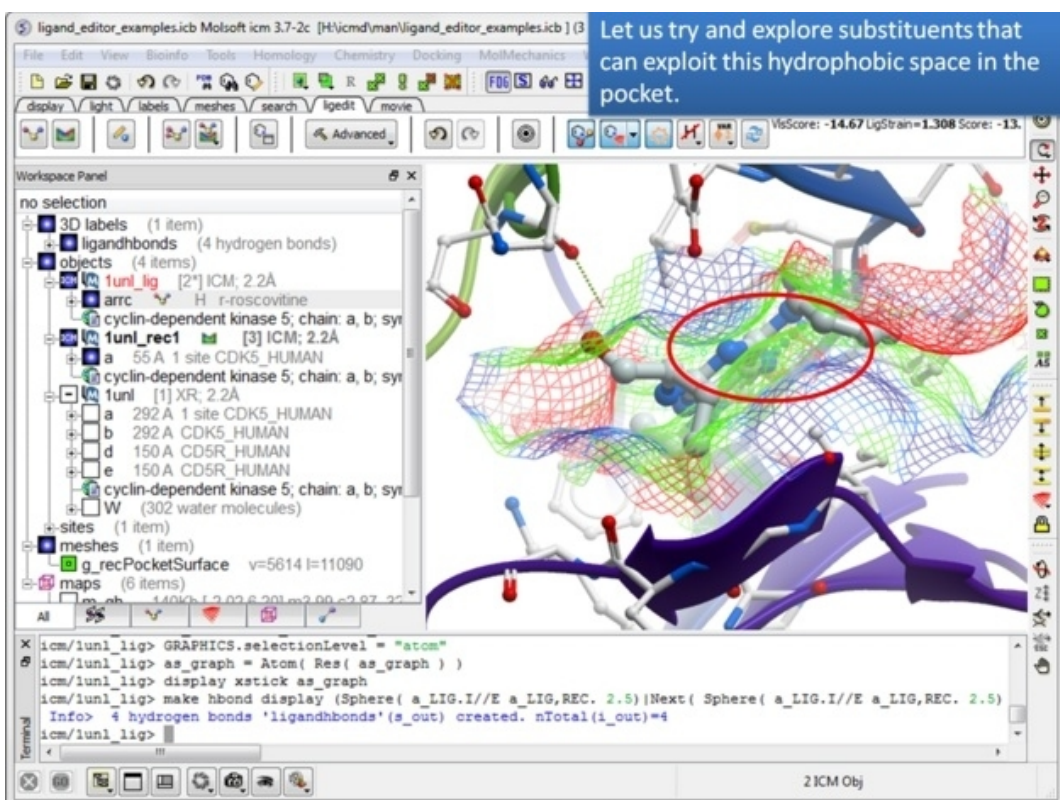 ligand_editor_examples.icb Molsoft icm 3.7-2c [H:\icmd\man\ligand_editor_examples.icb ] (3
Let us try and explore substituents that
can exploit this hydrophobic space in the
pocket.
File Edit View Bioinfo Tools Homology Chemistry Docking MolMechanics
PDB R FOG S
display light labels meshes search ligedit movie
Advanced
VisScore: -14.67 LigStrain=1.308 Score: -13.
Workspace Panel
no selection
3D labels (1 item)
ligandhbonds (4 hydrogen bonds)
objects (4 items)
1unl_lig [2*] ICM; 2.2Å
arrc H r-roscovitine
cyclin-dependent kinase 5; chain: a, b; syr
1unl_rec1 [3] ICM; 2.2Å
a 55 A 1 site CDK5_HUMAN
cyclin-dependent kinase 5; chain: a, b; syr
1unl [1] XR; 2.2Å
a 292 A 1 site CDK5_HUMAN
b 292 A CDK5_HUMAN
d 150 A CD5R_HUMAN
e 150 A CD5R_HUMAN
cyclin-dependent kinase 5; chain: a, b; syr
W (302 water molecules)
sites (1 item)
meshes (1 item)
g_recPocketSurface v=5614 l=11090
maps (6 items)
All
AS
icm/1unl_lig> GRAPHICS.selectionLevel = "atom"
icm/1unl_lig> as_graph = Atom( Res( as_graph ) )
icm/1unl_lig> display xstick as_graph
icm/1unl_lig> make hbond display (Sphere( a_LIG.I//E a_LIG,REC. 2.5)|Next( Sphere( a_LIG.I//E a_LIG,REC. 2.5)
Info> 4 hydrogen bonds 'ligandhbonds'(s_out) created. nTotal(i_out)=4
icm/1unl_lig>
Terminal
GO
2 ICM Obj